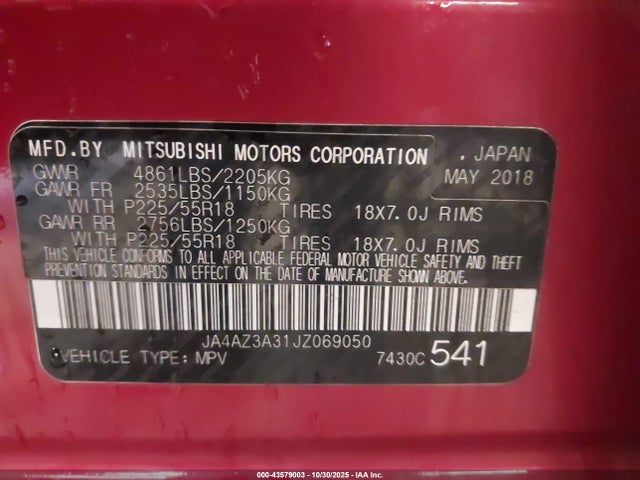 MFD.BY MITSUBISHI MOTORS CORPORATION . JAPAN
GVWR 4861LBS/2205KG MAY 2018
GAWR FR 2535LBS/1150KG
WITH P225/55R18 TIRES 18X7.0J RIMS
GAWR RR 2756LBS/1250KG
WITH P225/55R18 TIRES 18X7.0J RIMS
THIS VEHICLE CONFORMS TO ALL APPLICABLE FEDERAL MOTOR VEHICLE SAFETY AND THEFT
PREVENTION STANDARDS IN EFFECT ON THE DATE OF MANUFACTURE SHOWN ABOVE.
JA4AZ3A31JZ069050
VEHICLE TYPE: MPV 7430C 541
000-43579003 - 10/30/2025 - IAA Inc.